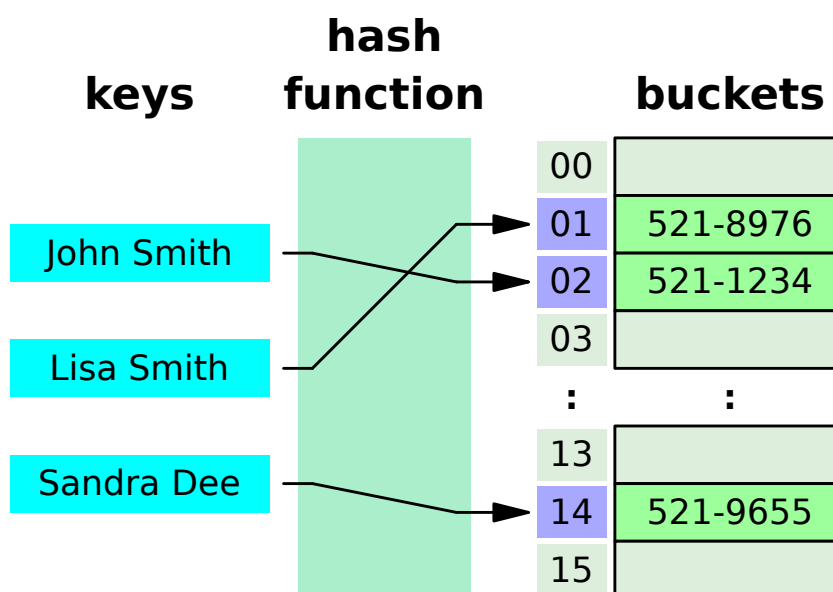 hash
keys function buckets
00
01 521-8976
John Smith
02 521-1234
03
Lisa Smith
: :
13
Sandra Dee
14 521-9655
15